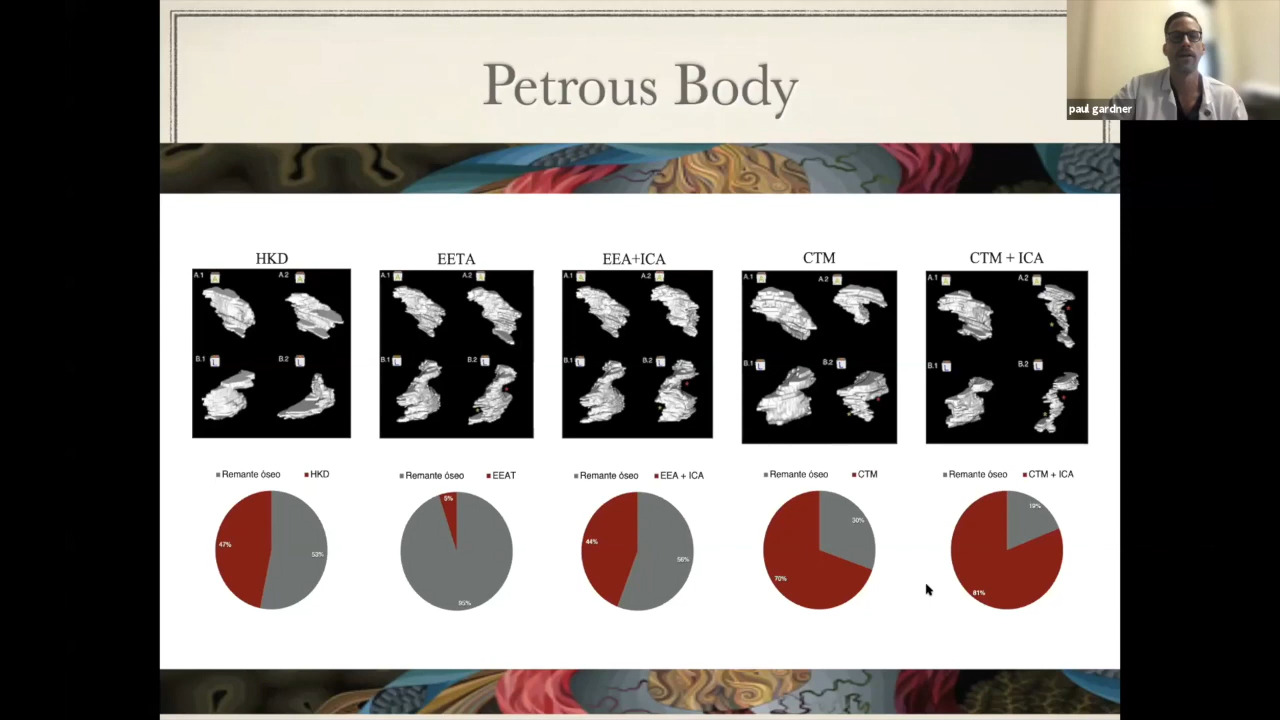 Petrous Body
paul gardner
HKD
EETA
EEA+ICA
CTM
CTM + ICA
A.1 A.2
A.1 A.2
A.1 A.2
A.1 A.2
A.1 A.2
B.1 L B.2 L
B.1 L B.2 L
B.1 L B.2 L
B.1 L B.2 L
B.1 L B.2 L
Remante óseo HKD
Remante óseo EEAT
Remante óseo EEA + ICA
Remante óseo CTM
Remante óseo CTM + ICA
47% 53%
5% 95%
44% 56%
30% 70%
19% 81%